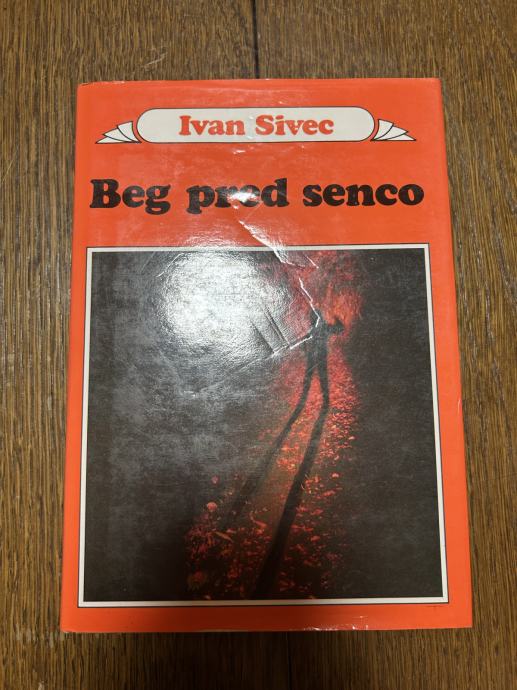 Ivan Sivec
Beg pred senco